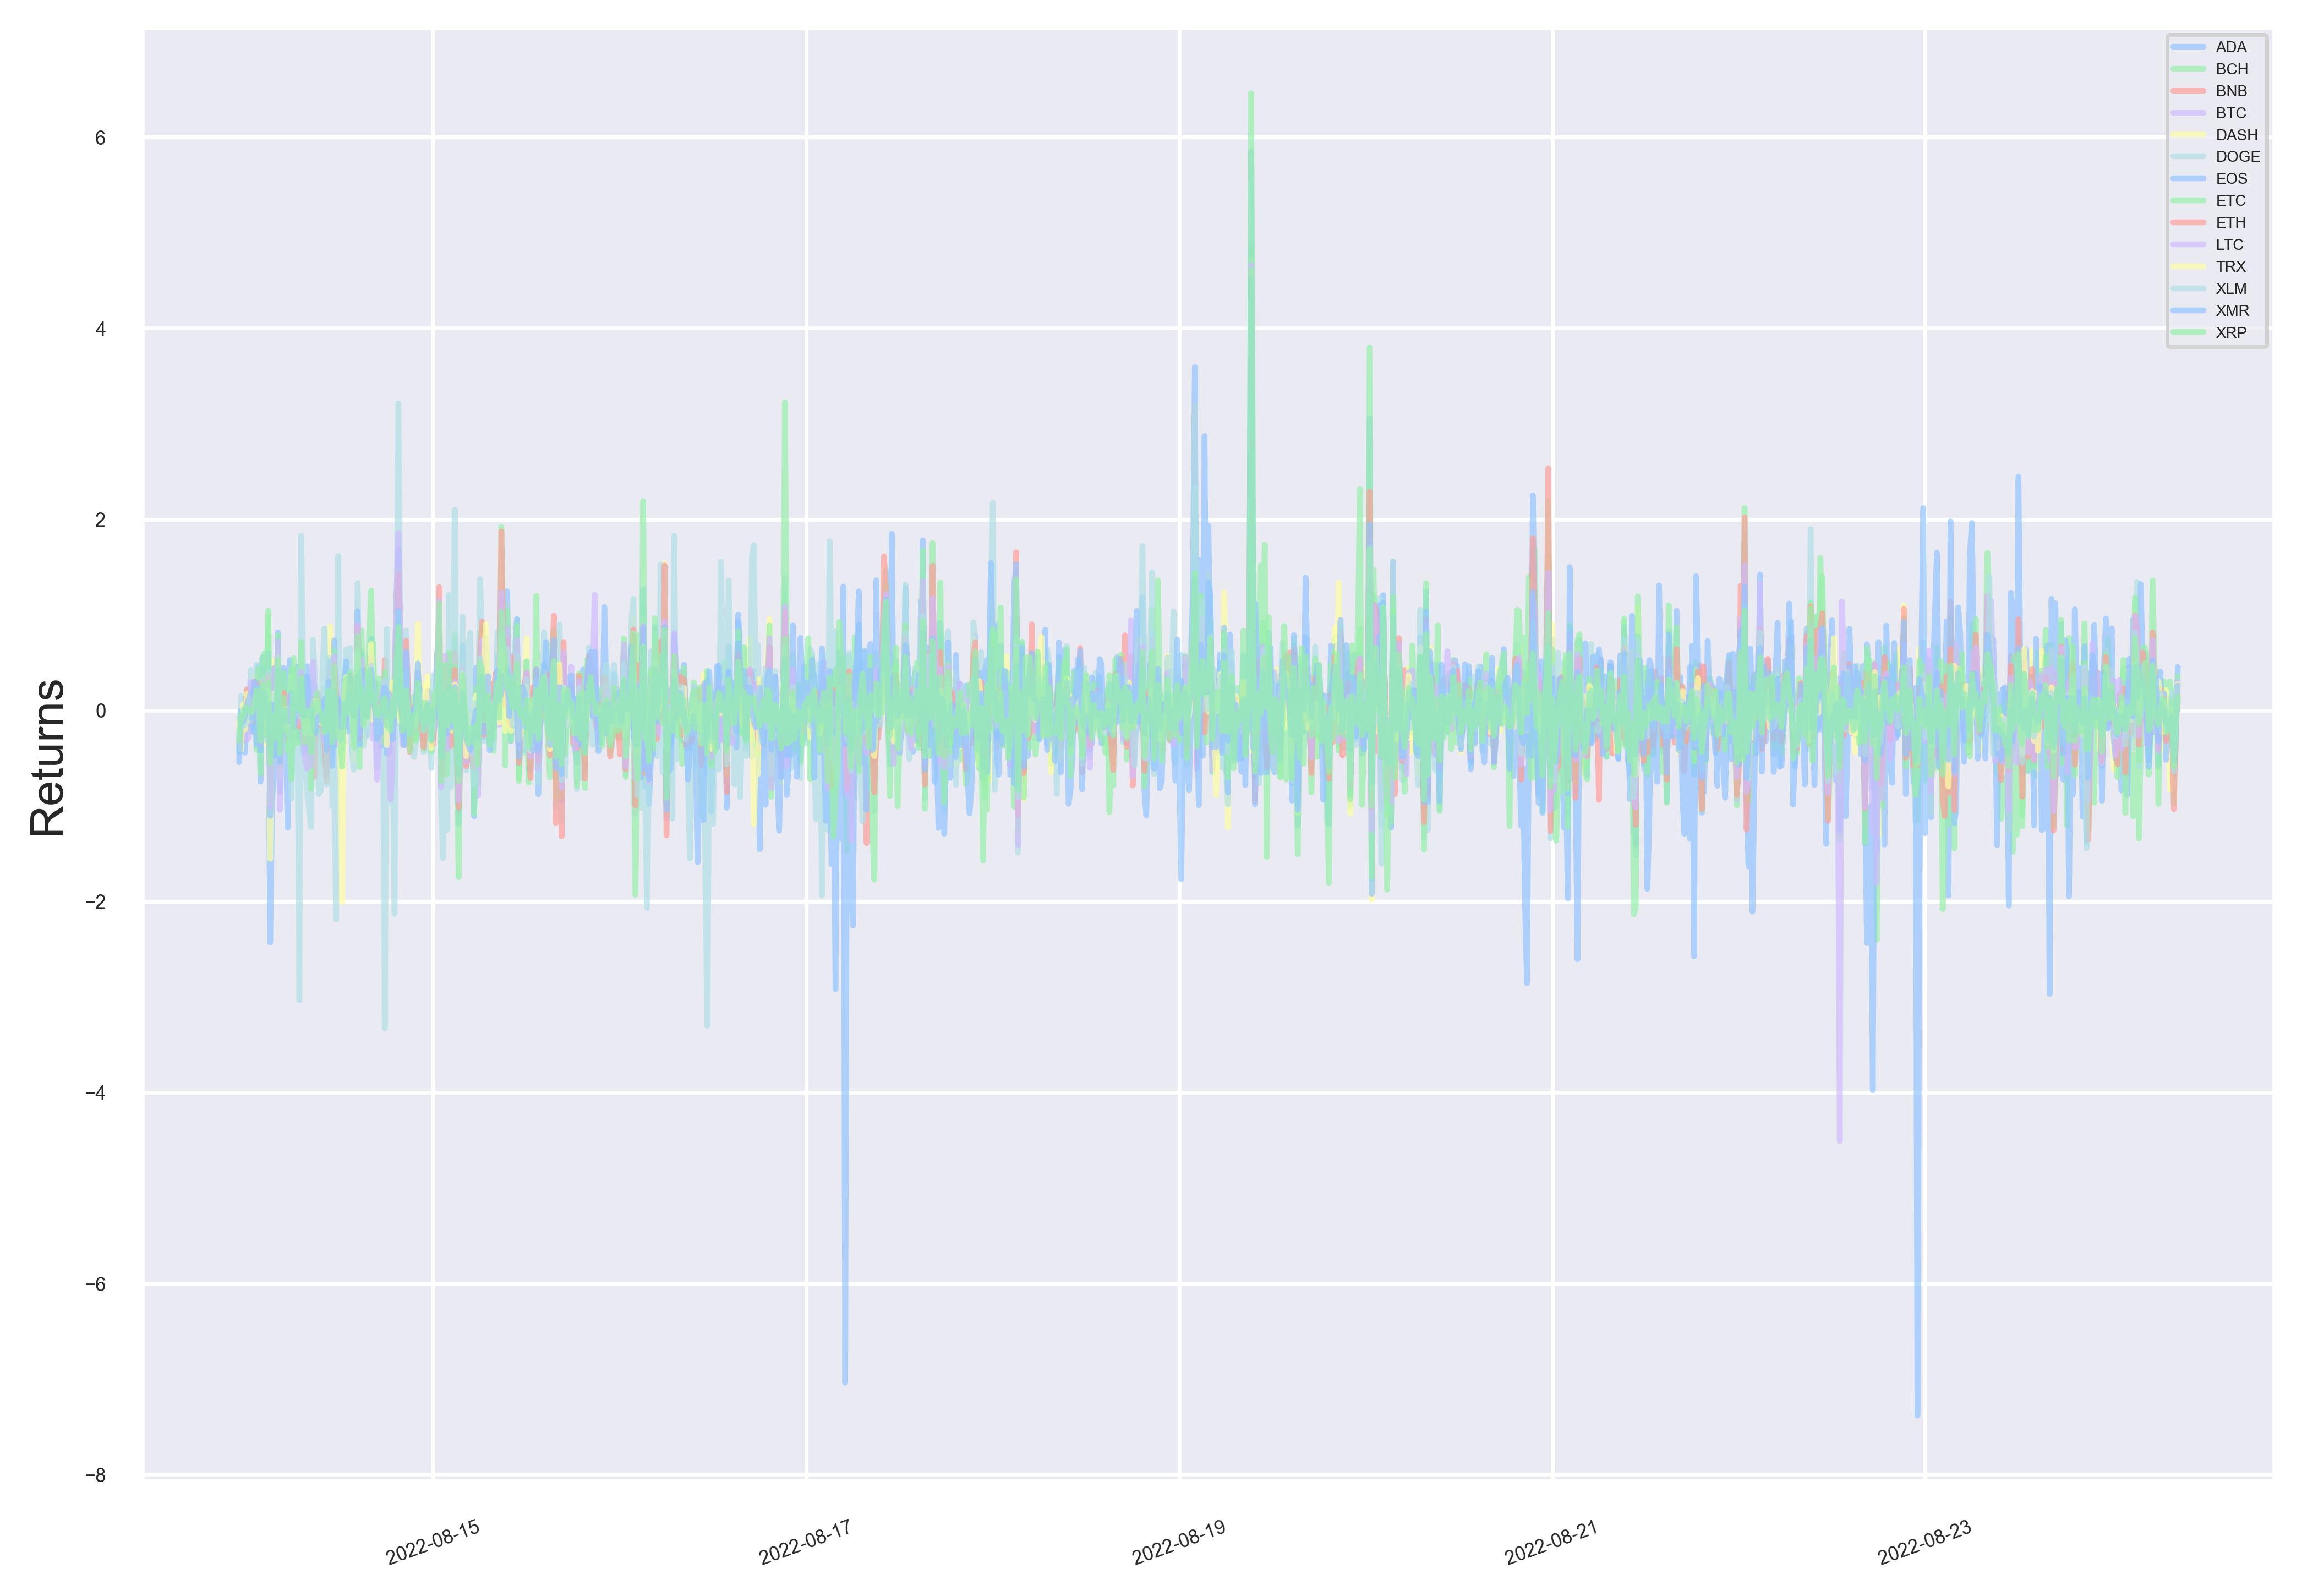 ADA
BCH
BNB
BTC
DASH
DOGE
EOS
ETC
ETH
LTC
TRX
XLM
XMR
XRP
Returns
6
4
2
0
−2
−4
−6
−8
2022-08-15
2022-08-17
2022-08-19
2022-08-21
2022-08-23